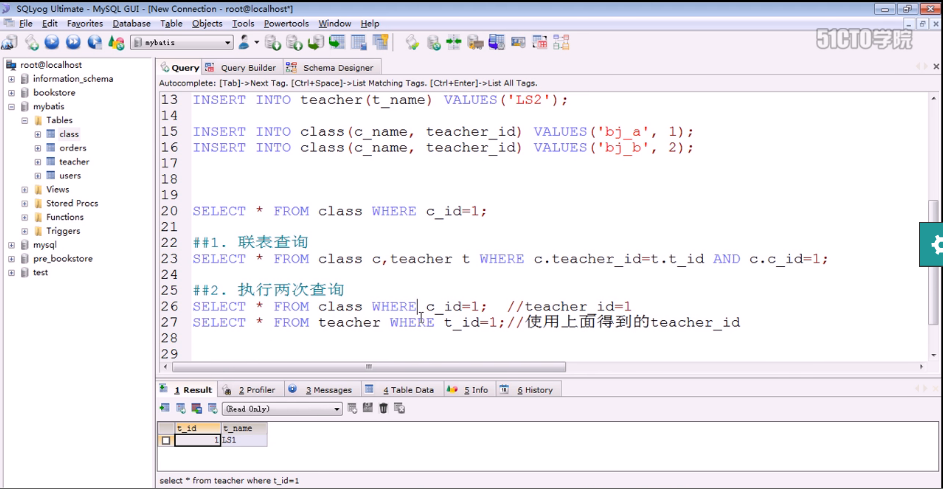 SQLyog Ultimate - MySQL GUI - [New Connection - root@localhost*]
File Edit Favorites Database Table Objects Tools Powertools Window Help
mybatis
51CTO学院
root@localhost
information_schema
bookstore
mybatis
Tables
class
orders
teacher
users
Views
Stored Procs
Functions
Triggers
mysql
pre_bookstore
test
Query Query Builder Schema Designer
Autocomplete: [Tab]->Next Tag. [Ctrl+Space]->List Matching Tags. [Ctrl+Enter]->List All Tags.
13 INSERT INTO teacher(t_name) VALUES('LS2');
14
15 INSERT INTO class(c_name, teacher_id) VALUES('bj_a', 1);
16 INSERT INTO class(c_name, teacher_id) VALUES('bj_b', 2);
17
18
19
20 SELECT * FROM class WHERE c_id=1;
21
22 ##1. 联表查询
23 SELECT * FROM class c,teacher t WHERE c.teacher_id=t.t_id AND c.c_id=1;
24
25 ##2. 执行两次查询
26 SELECT * FROM class WHERE c_id=1; //teacher_id=1
27 SELECT * FROM teacher WHERE t_id=1;//使用上面得到的teacher_id
28
29
1 Result 2 Profiler 3 Messages 4 Table Data 5 Info 6 History
(Read Only)
t_id t_name
1 LS1
select * from teacher where t_id=1